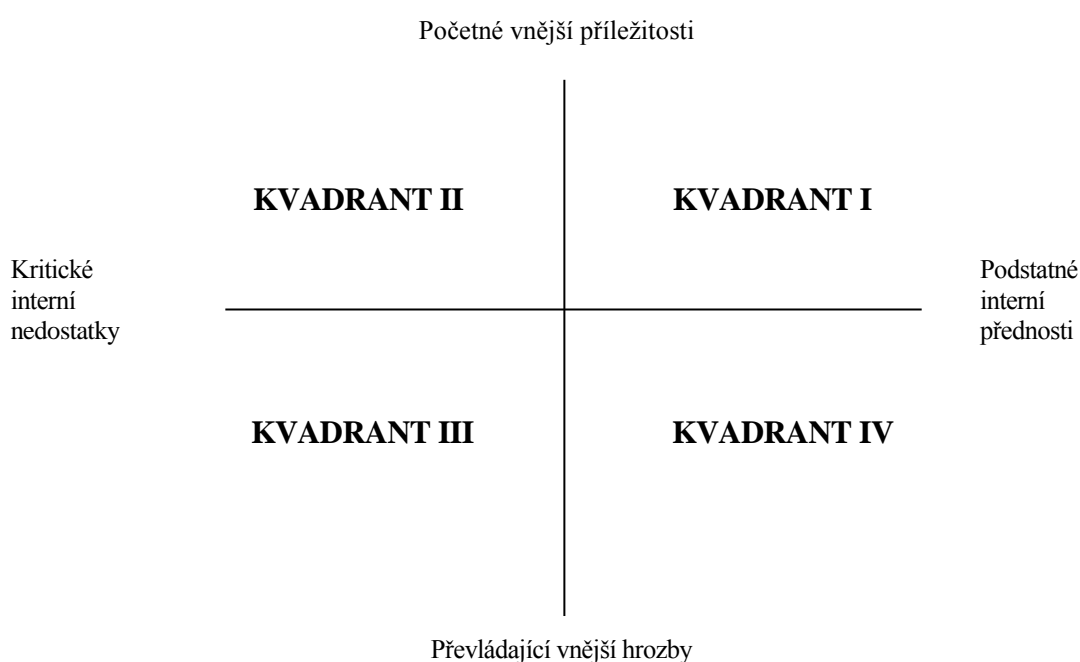 Početné vnější příležitosti
KVADRANT II
KVADRANT I
Kritické
interní
nedostatky
Podstatné
interní
přednosti
KVADRANT III
KVADRANT IV
Převládající vnější hrozby